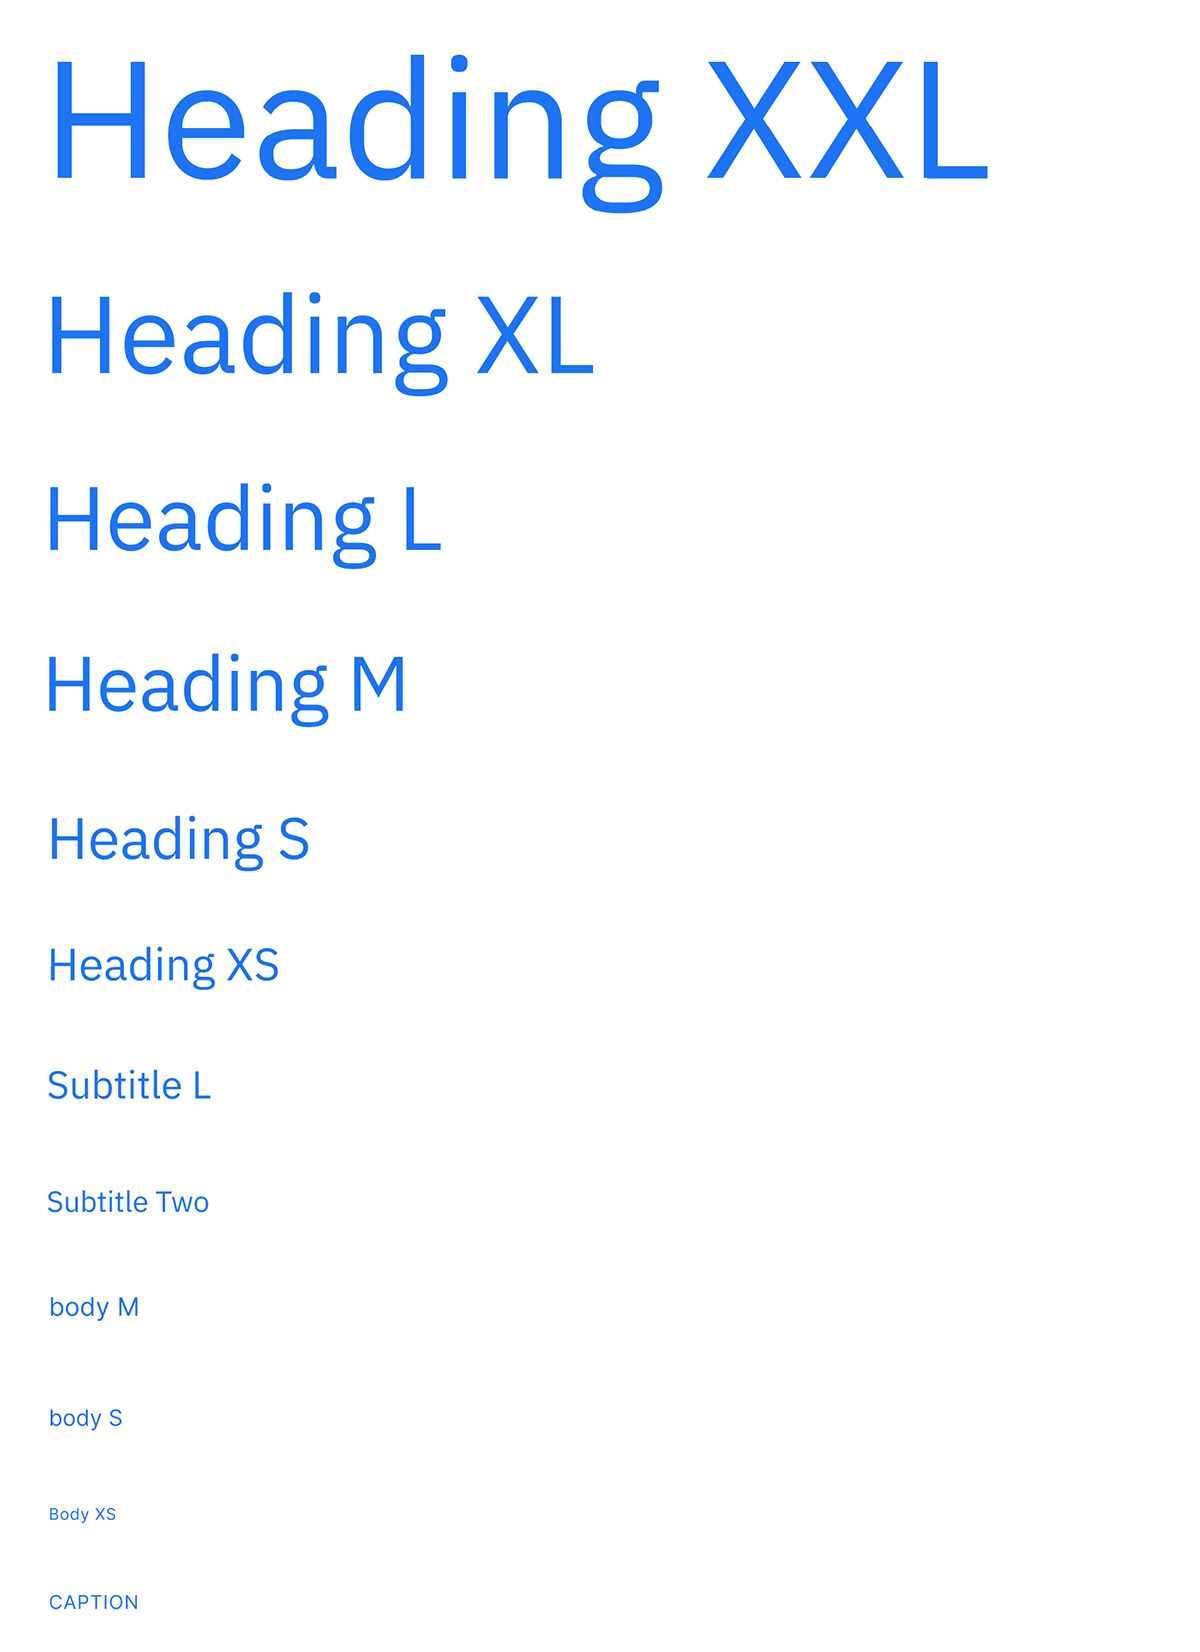 Heading XXL
Heading XL
Heading L
Heading M
Heading S
Heading XS
Subtitle L
Subtitle Two
body M
body S
Body XS
CAPTION